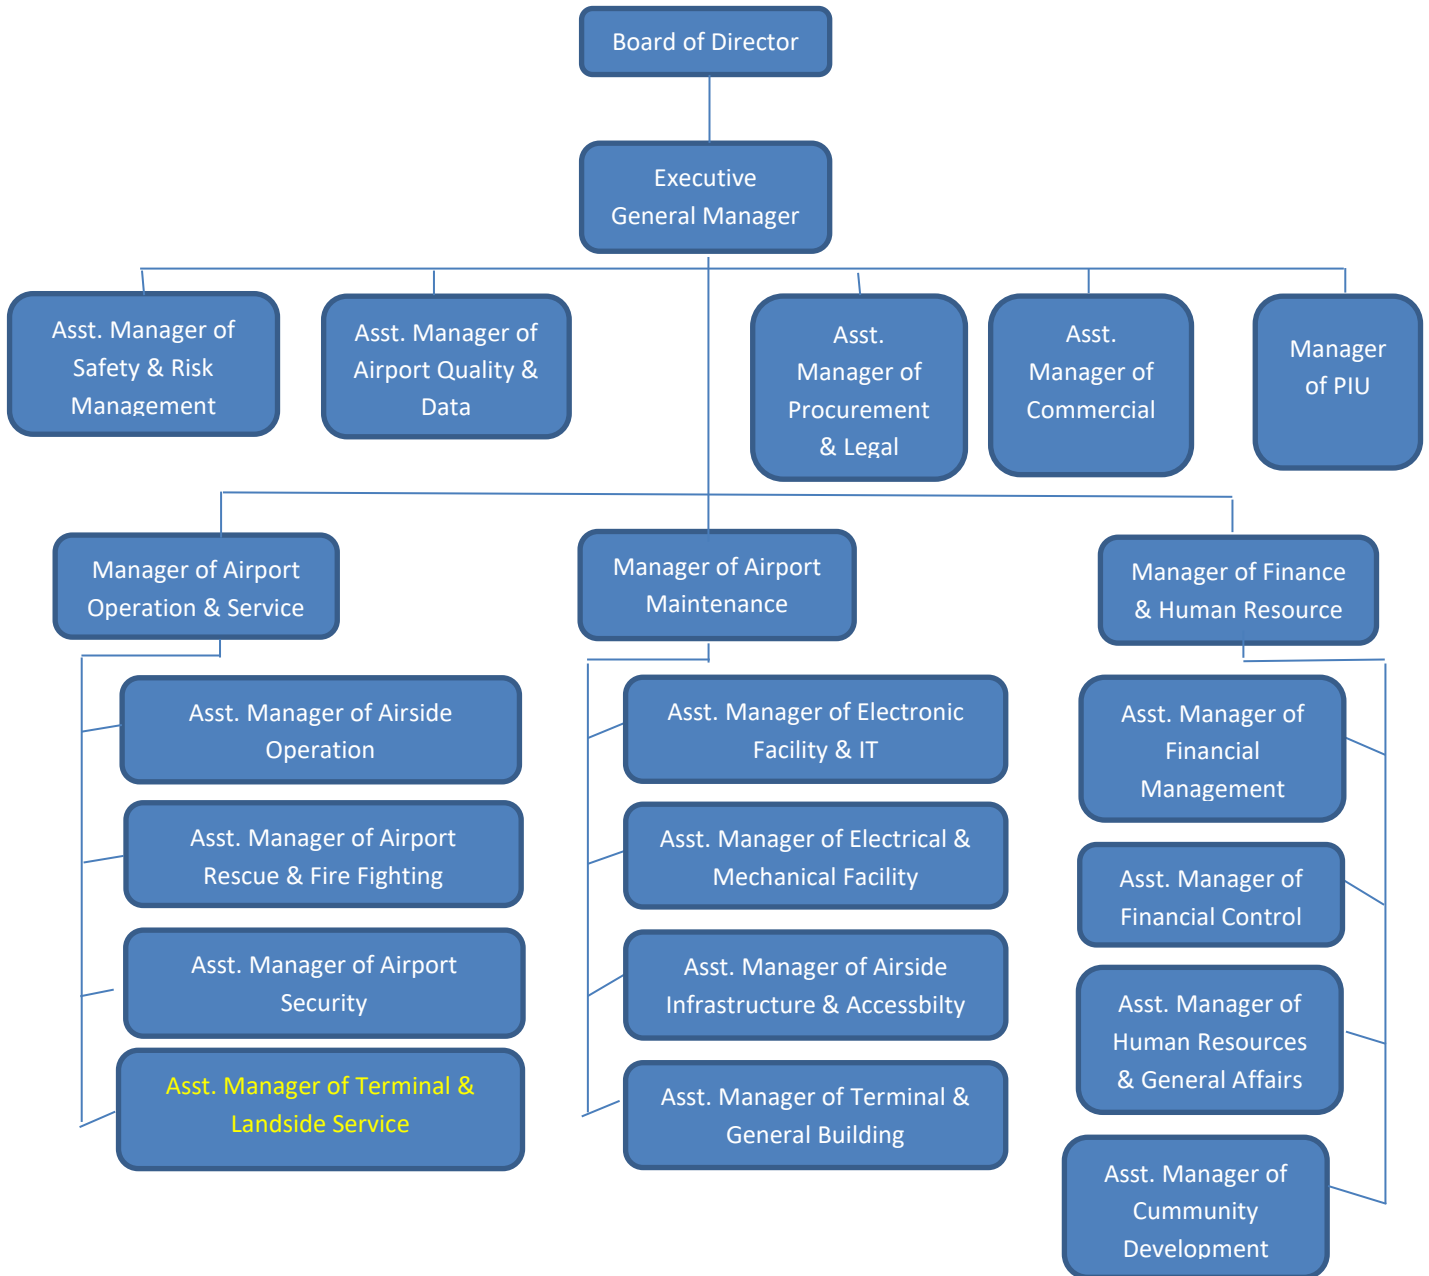 Board of Director
Executive
General Manager
Asst. Manager of
Safety & Risk
Management
Asst. Manager of
Airport Quality &
Data
Asst.
Manager of
Procurement
& Legal
Asst.
Manager of
Commercial
Manager
of PIU
Manager of Airport
Operation & Service
Manager of Airport
Maintenance
Manager of Finance
& Human Resource
Asst. Manager of Airside
Operation
Asst. Manager of Airport
Rescue & Fire Fighting
Asst. Manager of Airport
Security
Asst. Manager of Terminal &
Landside Service
Asst. Manager of Electronic
Facility & IT
Asst. Manager of Electrical &
Mechanical Facility
Asst. Manager of Airside
Infrastructure & Accessbilty
Asst. Manager of Terminal &
General Building
Asst. Manager of
Financial
Management
Asst. Manager of
Financial Control
Asst. Manager of
Human Resources
& General Affairs
Asst. Manager of
Cummunity
Development